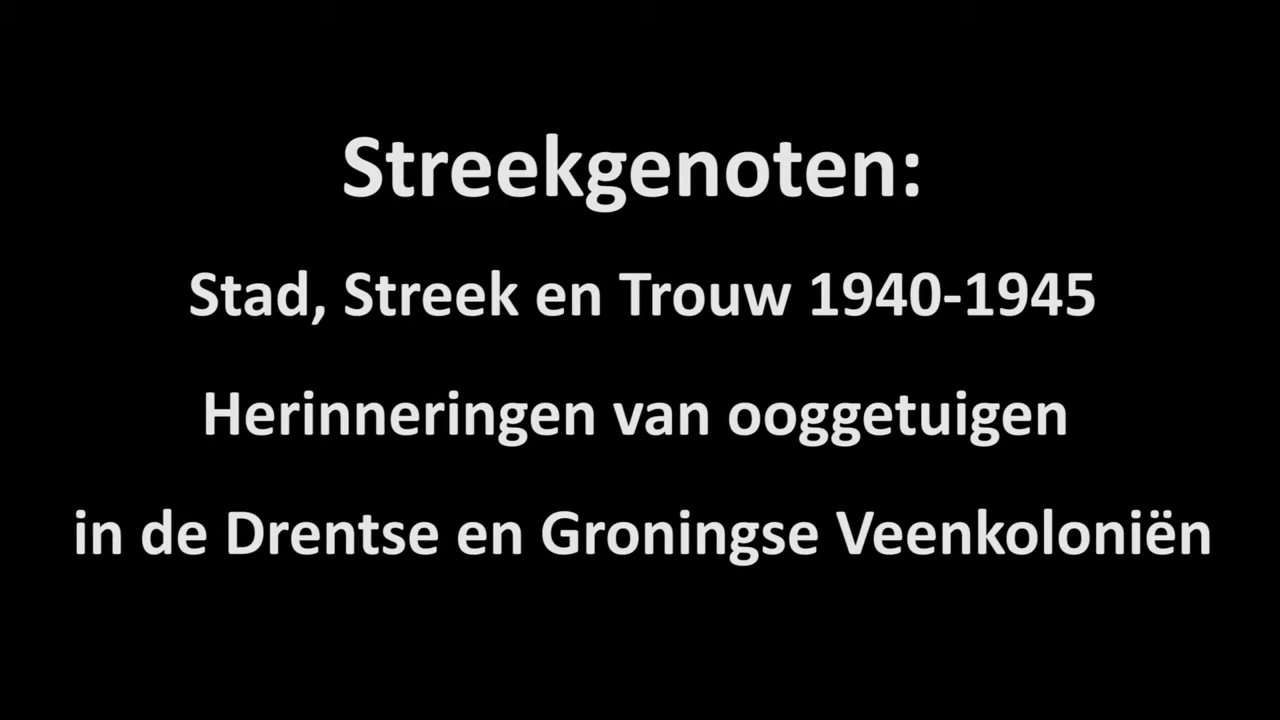 Streekgenoten:
Stad, Streek en Trouw 1940-1945
Herinneringen van ooggetuigen
in de Drentse en Groningse Veenkoloniën